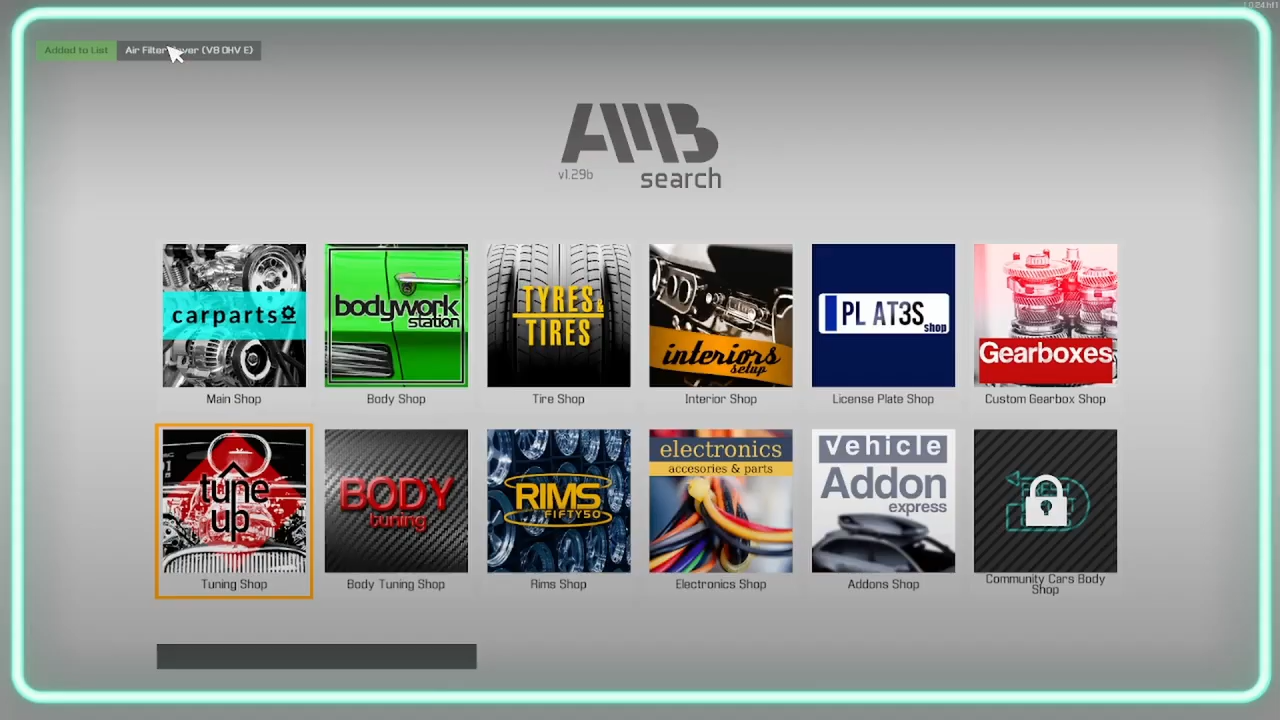 Added to List Air Filter Cover (V8 OHV E)
AMB
v1.29b search
carparts
bodywork
station
TYRES &
TIRES
interiors
setup
PL AT3S
shop
Gearboxes
Main Shop
Body Shop
Tire Shop
Interior Shop
License Plate Shop
Custom Gearbox Shop
tune
up
BODY
tuning
RIMS
FIFTY50
electronics
accesories & parts
vehicle
Addon
express
Tuning Shop
Body Tuning Shop
Rims Shop
Electronics Shop
Addons Shop
Community Cars Body
Shop